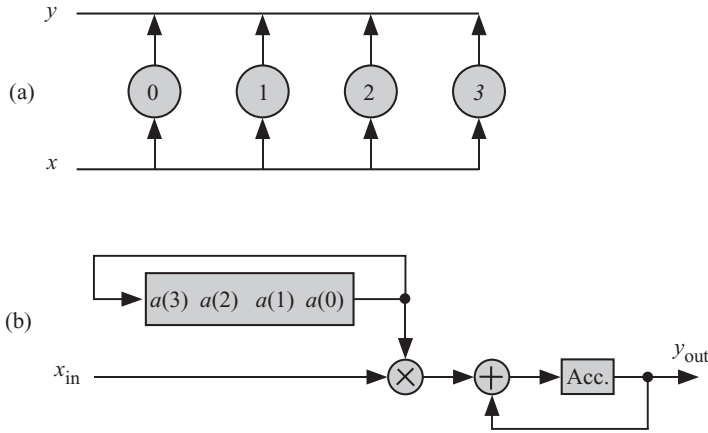 y
(a)
0 1 2 3
x
a(3) a(2) a(1) a(0)
(b)
x_in
y_out
× + Acc.